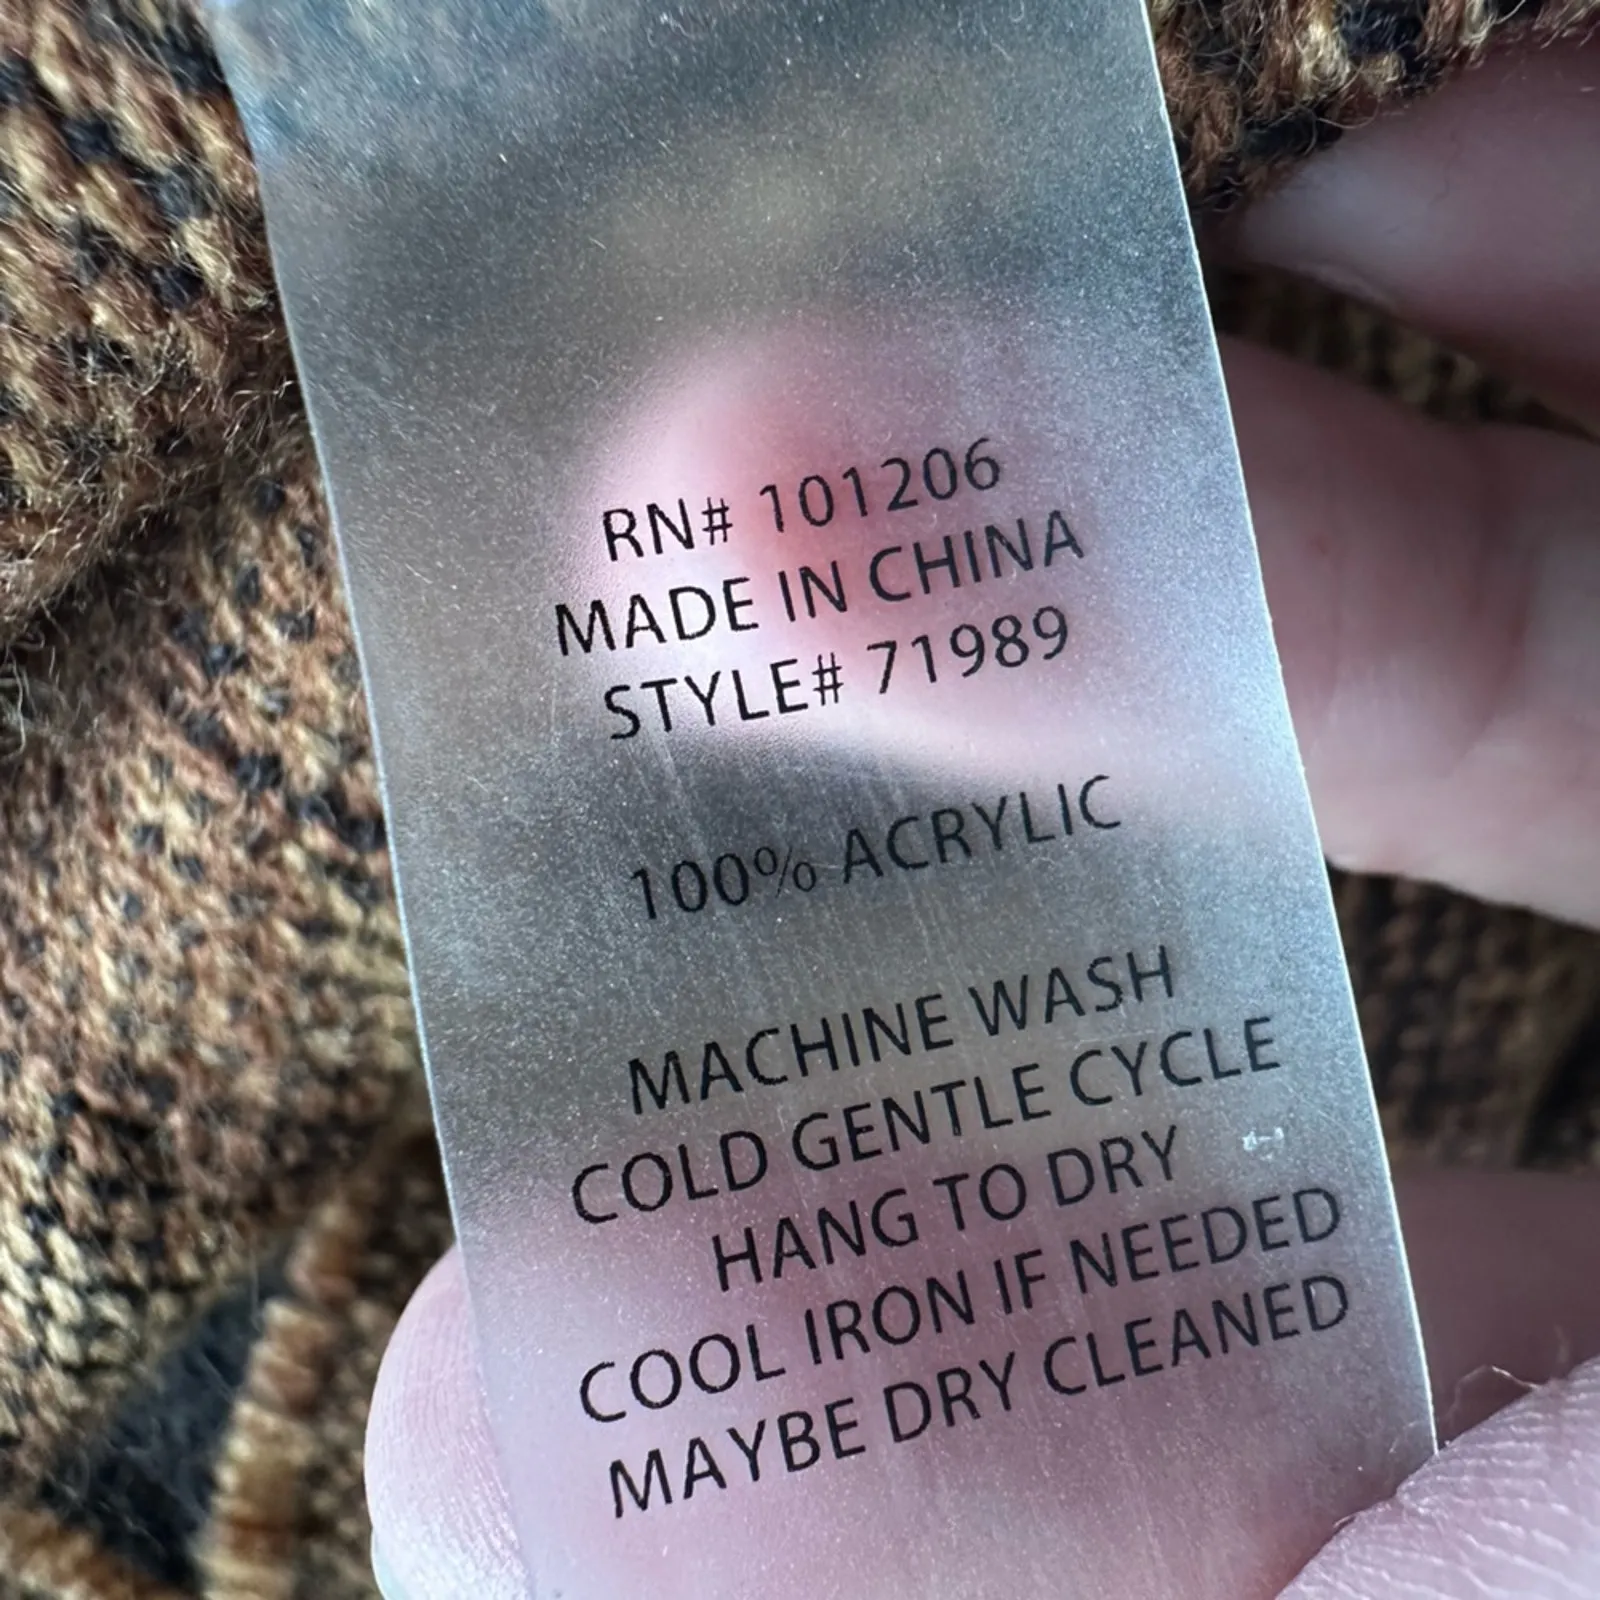 RN# 101206
MADE IN CHINA
STYLE# 71989
100% ACRYLIC
MACHINE WASH
COLD GENTLE CYCLE
HANG TO DRY
COOL IRON IF NEEDED
MAYBE DRY CLEANED